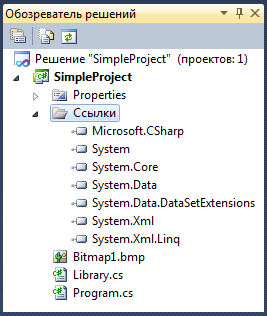 Обозреватель решений
Решение "SimpleProject" (проектов: 1)
SimpleProject
Properties
Ссылки
Microsoft.CSharp
System
System.Core
System.Data
System.Data.DataSetExtensions
System.Xml
System.Xml.Linq
Bitmap1.bmp
Library.cs
Program.cs